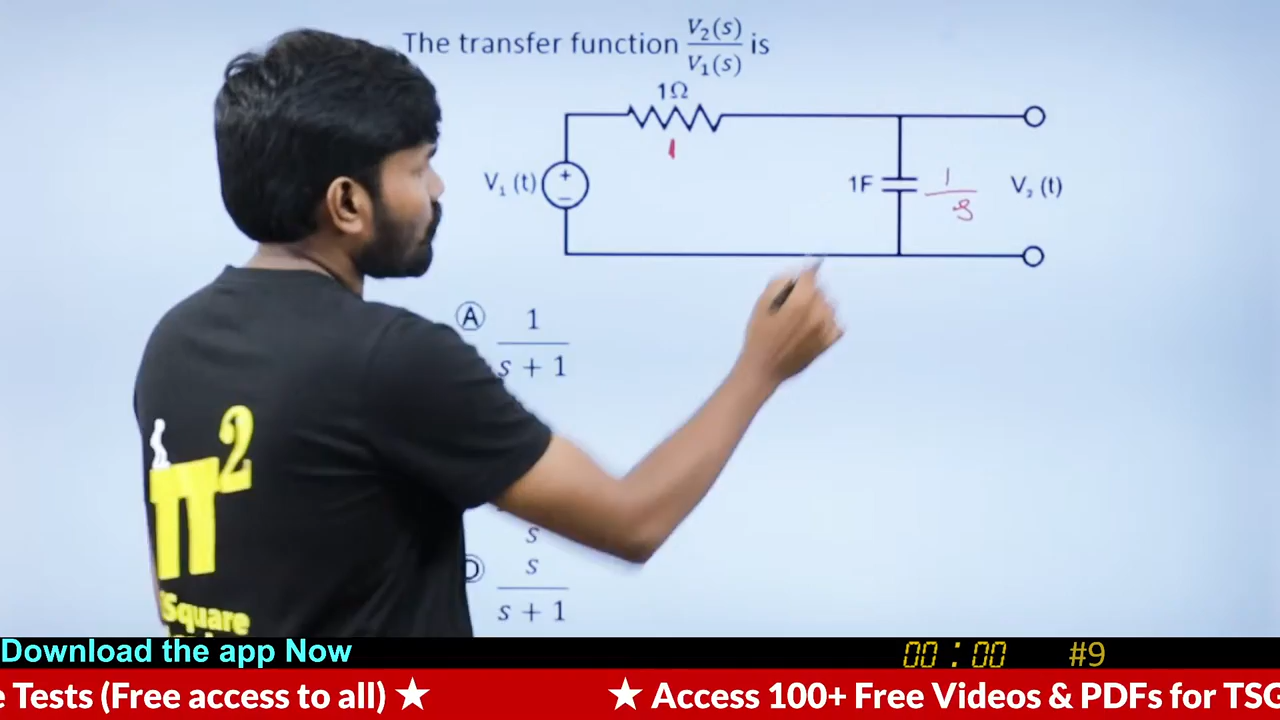 The transfer function V₂(s)/V₁(s) is
1Ω
1
V₁ (t)
+
−
1F
1/s
V₂ (t)
Ⓐ 1/(s + 1)
s
Ⓓ s/(s + 1)
π²
Square
Download the app Now
00:00 #9
e Tests (Free access to all) ★ ★ Access 100+ Free Videos & PDFs for TSG